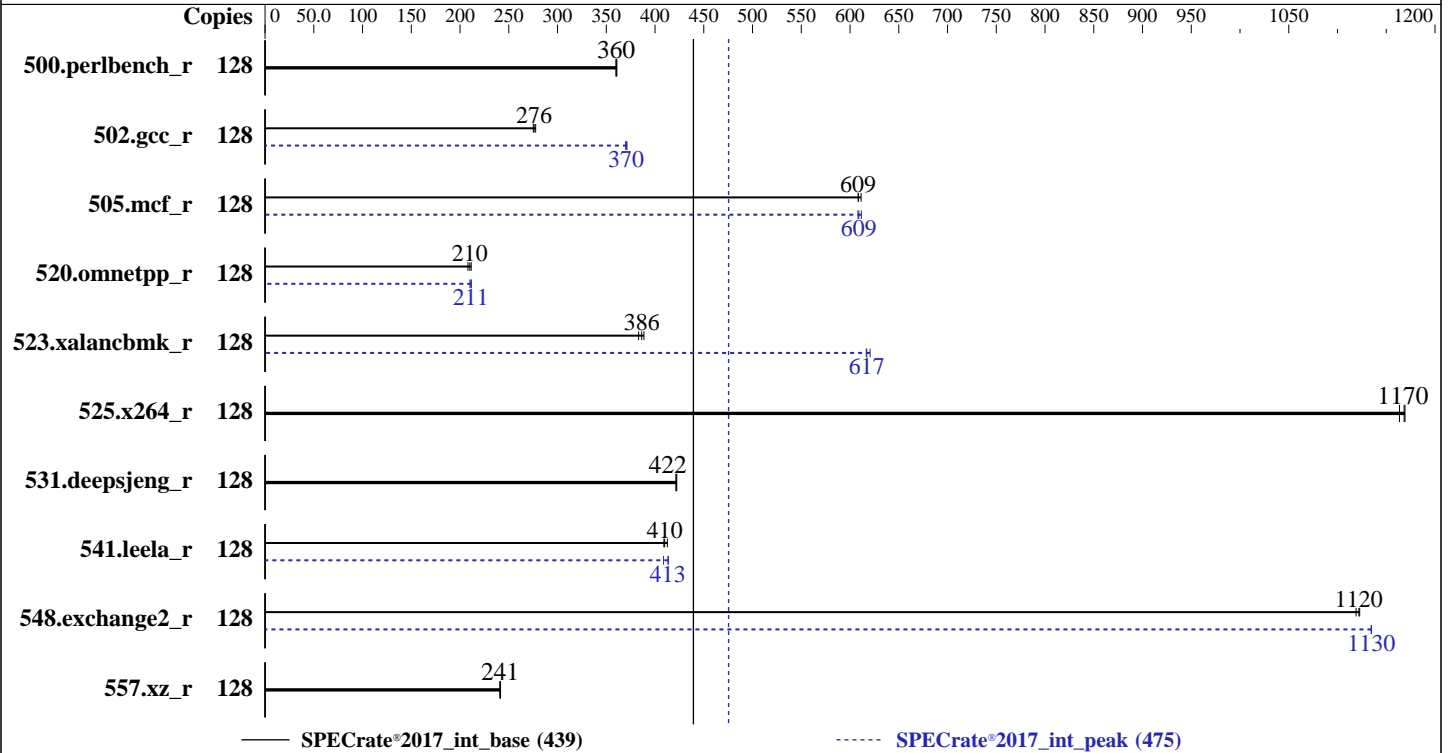 Copies 0 50.0 100 150 200 250 300 350 400 450 500 550 600 650 700 750 800 850 900 950 1050 1200
360
500.perlbench_r 128
276
502.gcc_r 128
370
609
505.mcf_r 128
609
210
520.omnetpp_r 128
211
386
523.xalancbmk_r 128
617
1170
525.x264_r 128
422
531.deepsjeng_r 128
410
541.leela_r 128
413
1120
548.exchange2_r 128
1130
241
557.xz_r 128
SPECrate®2017_int_base (439) SPECrate®2017_int_peak (475)